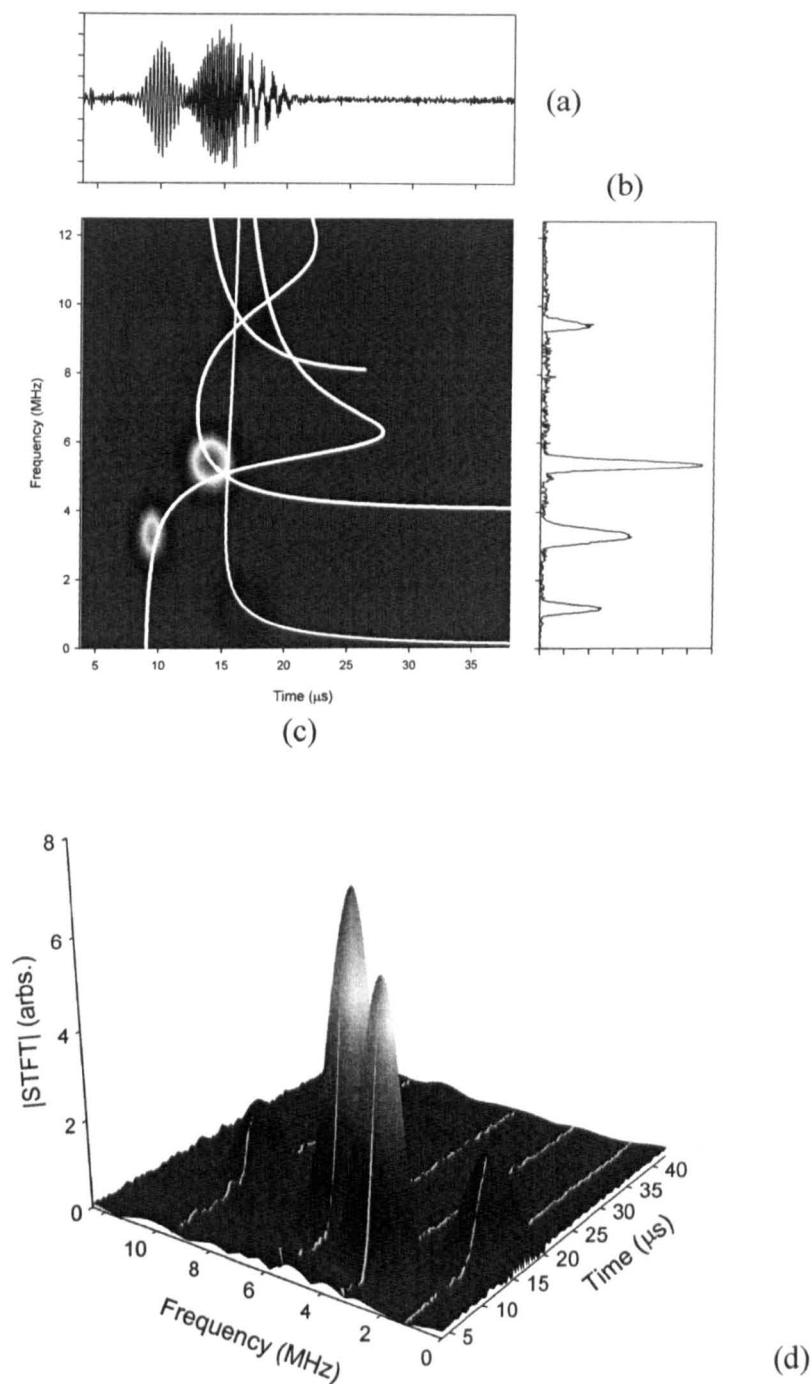 (a)
(b)
12
10
8
6
4
2
0
Frequency (MHz)
5 10 15 20 25 30 35
Time (μs)
(c)
8
6
4
2
0
|STFT| (arbs.)
10 8 6 4 2 0
Frequency (MHz)
5 10 15 20 25 30 35 40
Time (μs)
(d)